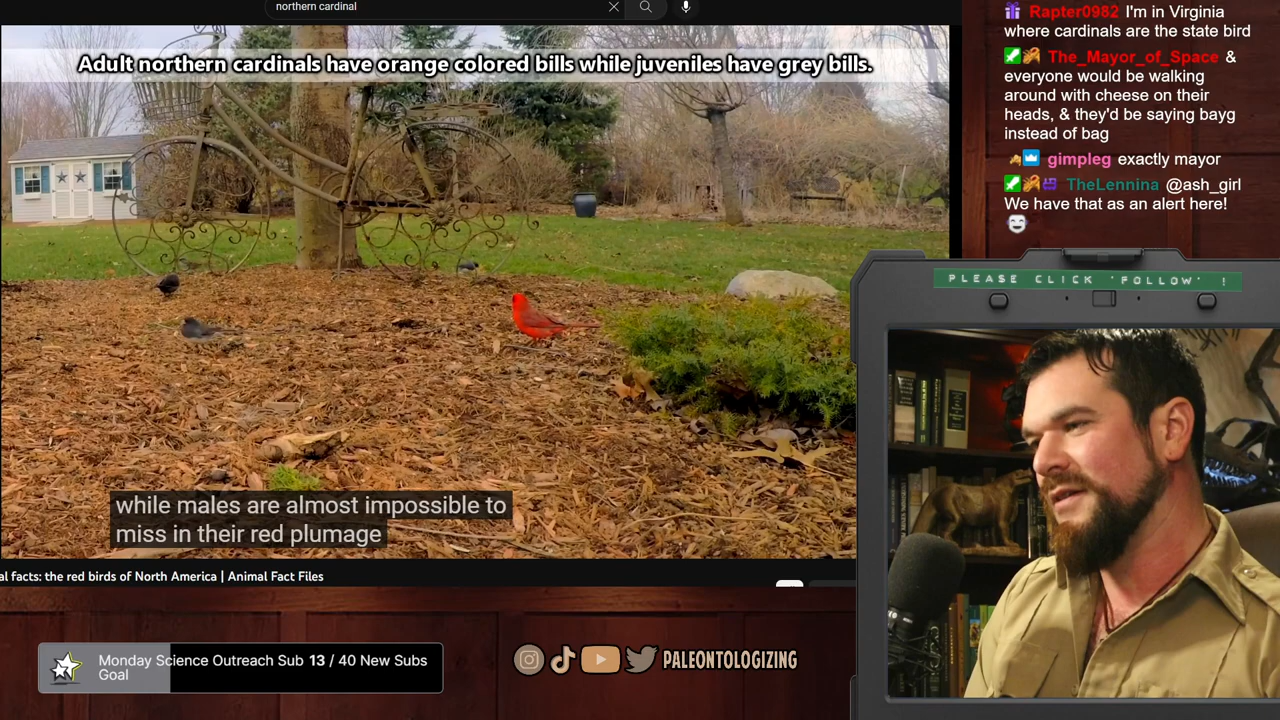 northern cardinal
Adult northern cardinals have orange colored bills while juveniles have grey bills.
while males are almost impossible to
miss in their red plumage
al facts: the red birds of North America | Animal Fact Files
Monday Science Outreach Sub 13 / 40 New Subs
Goal
PALEONTOLOGIZING
Rapter0982 I'm in Virginia
where cardinals are the state bird
The_Mayor_of_Space &
everyone would be walking
around with cheese on their
heads, & they'd be saying bayg
instead of bag
gimpleg exactly mayor
TheLennina @ash_girl
We have that as an alert here!
PLEASE CLICK 'FOLLOW' !